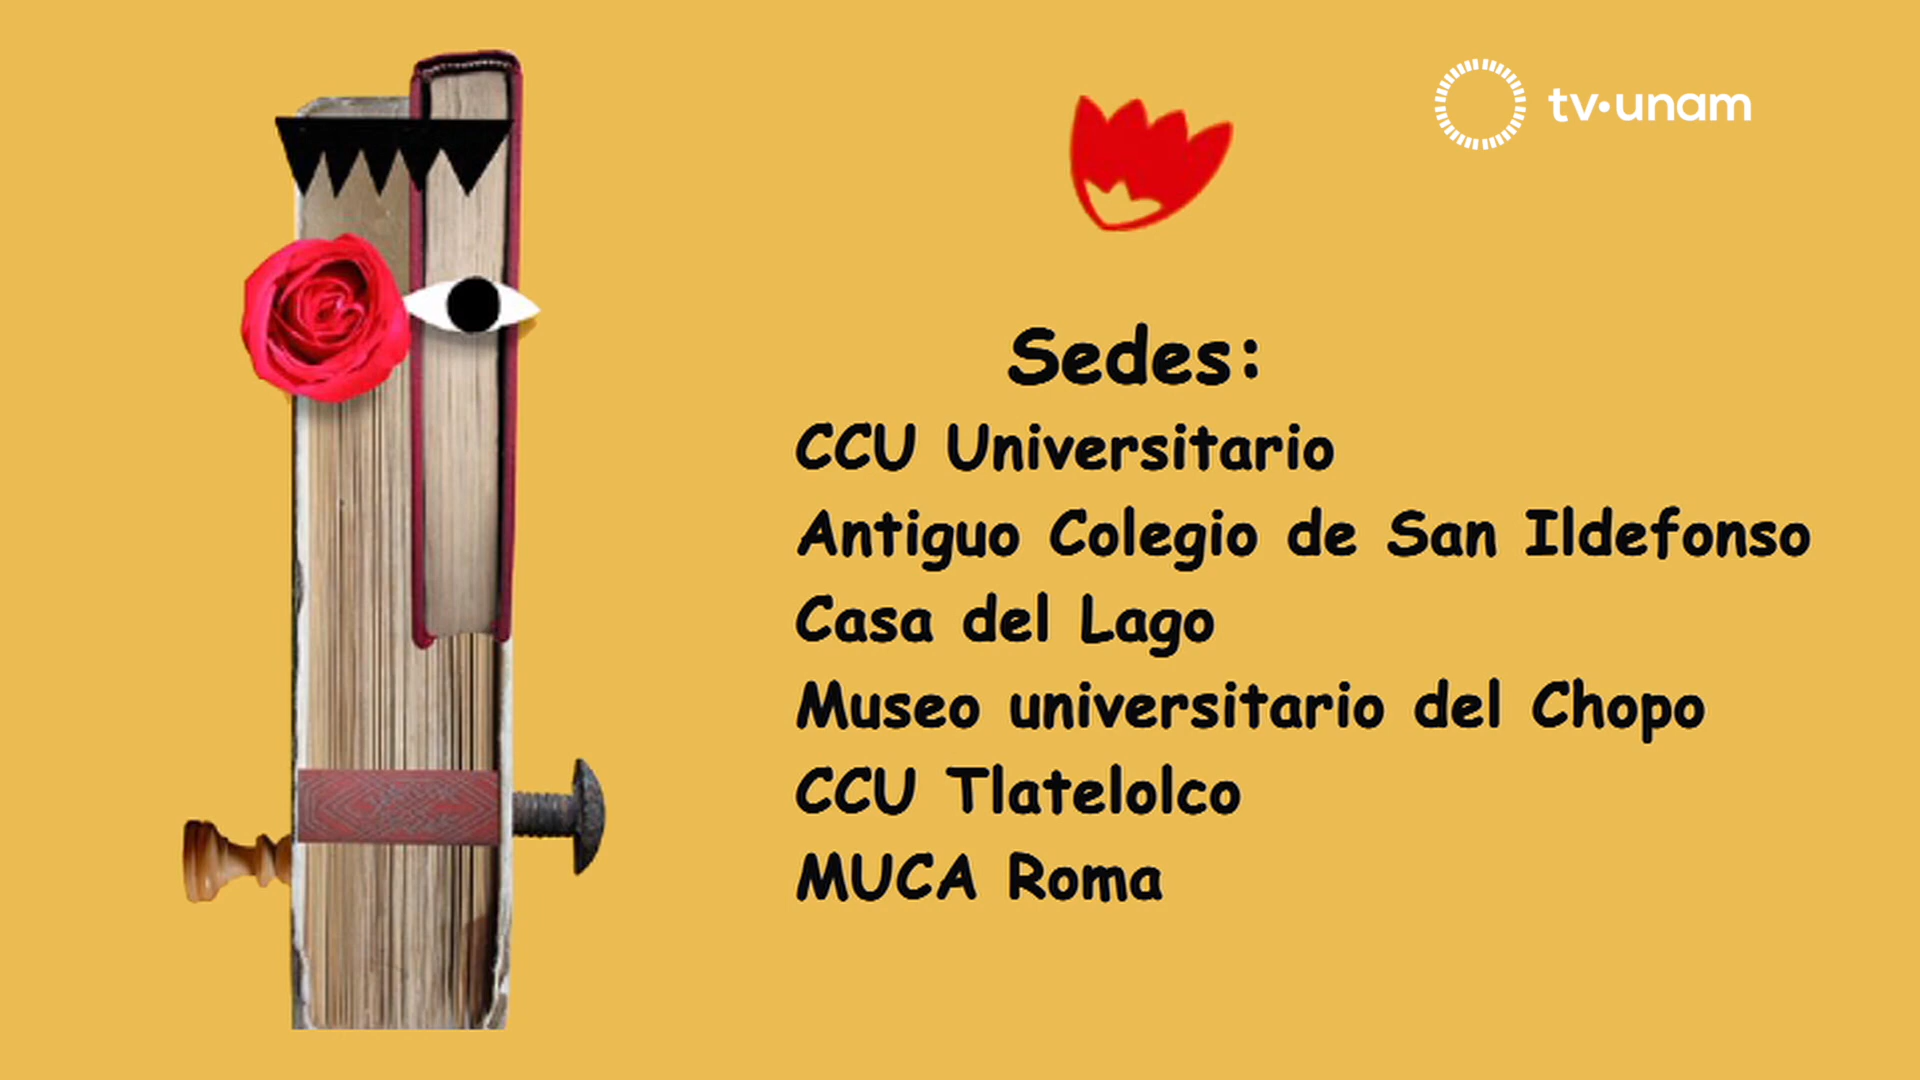 tv·unam
Sedes:
CCU Universitario
Antiguo Colegio de San Ildefonso
Casa del Lago
Museo universitario del Chopo
CCU Tlatelolco
MUCA Roma